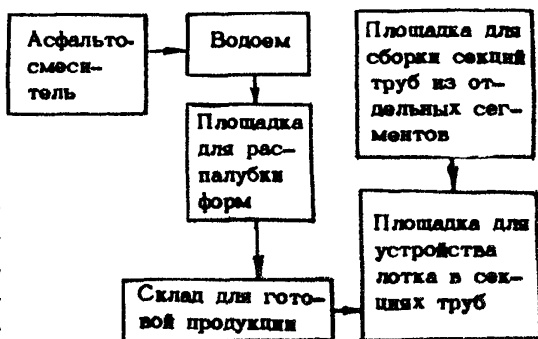 Асфальто-
смеси-
тель
Водоем
Площадка
для рас-
палубки
форм
Склад для гото-
вой продукции
Площадка для
сборки секций
труб из от-
дельных сег-
ментов
Площадка для
устройства
лотка в сек-
циях труб